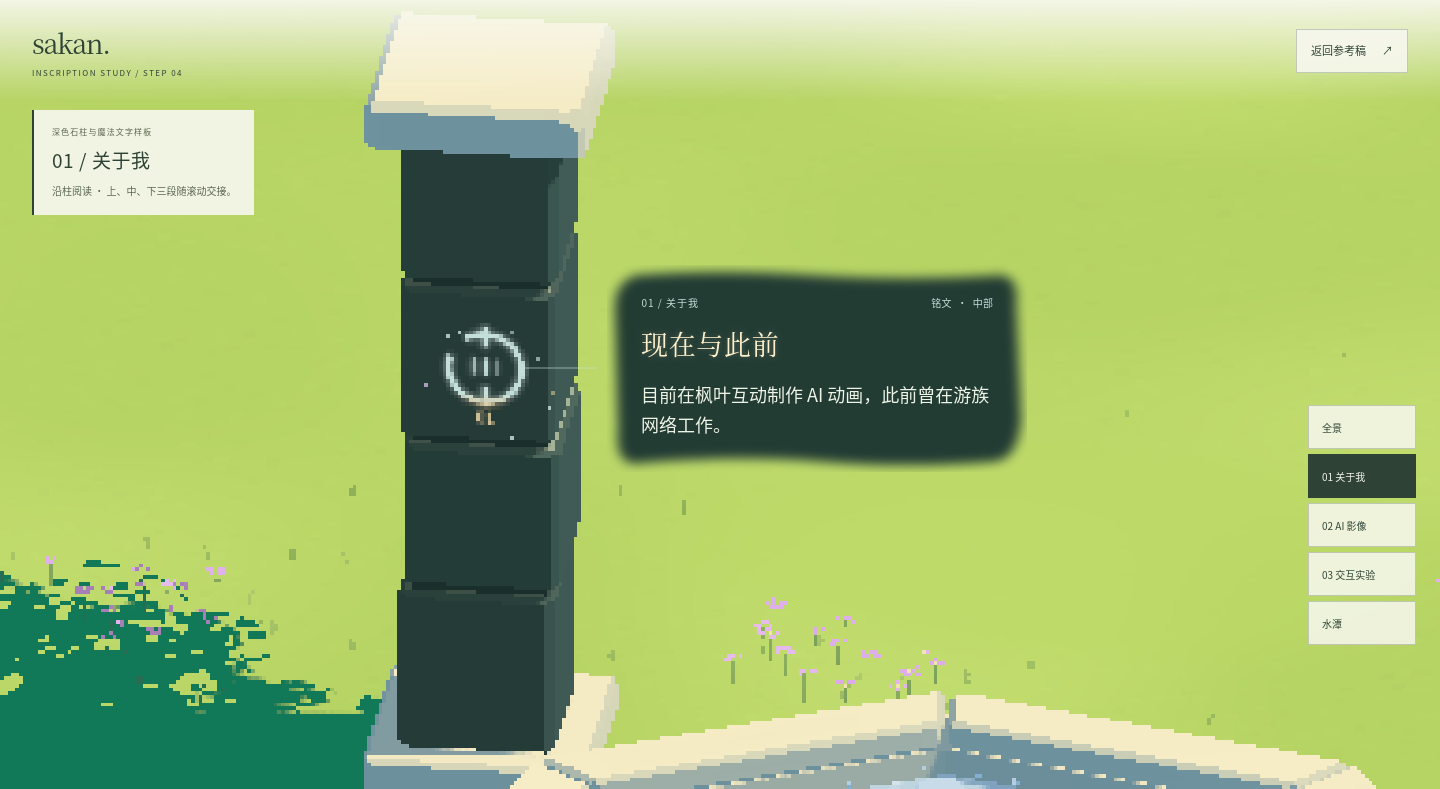 sakan.
INSCRIPTION STUDY / STEP 04
返回参考稿 ↗
深色石柱与魔法文字样板
01 / 关于我
沿柱阅读 · 上、中、下三段随滚动交接。
01 / 关于我 铭文 · 中部
现在与此前
目前在枫叶互动制作 AI 动画，此前曾在游族
网络工作。
全景
01 关于我
02 AI 影像
03 交互实验
水潭